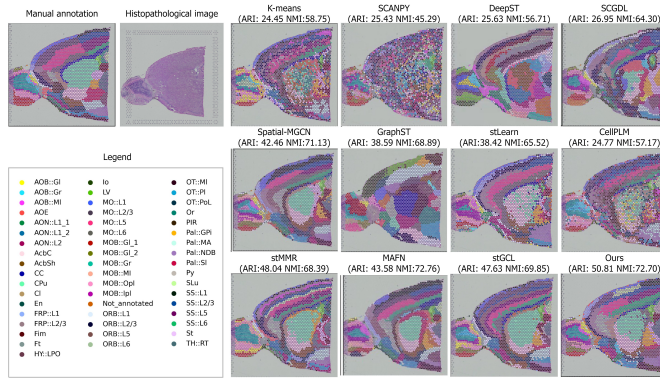 Manual annotation
Histopathological image
K-means
(ARI: 24.45 NMI:58.75)
SCANPY
(ARI: 25.43 NMI:45.29)
DeepST
(ARI: 25.63 NMI:56.71)
SCGDL
(ARI: 26.95 NMI:64.30)
Spatial-MGCN
(ARI: 42.46 NMI:71.13)
GraphST
(ARI: 38.59 NMI:68.89)
stLearn
(ARI:38.42 NMI:65.52)
CellPLM
(ARI: 24.77 NMI:57.17)
stMMR
(ARI:48.04 NMI:68.39)
MAFN
(ARI: 43.58 NMI:72.76)
stGCL
(ARI: 47.63 NMI:69.85)
Ours
(ARI: 50.81 NMI:72.70)
Legend
AOB::Gl
AOB::Gr
AOB::MI
AOE
AON::L1_1
AON::L1_2
AON::L2
AcbC
AcbSh
CC
CPu
Cl
En
FRP::L1
FRP::L2/3
Fim
Ft
HY::LPO
Io
LV
MO::L1
MO::L2/3
MO::L5
MO::L6
MOB::Gl_1
MOB::Gl_2
MOB::Gr
MOB::MI
MOB::Opl
MOB::Ipl
Not_annotated
ORB::L1
ORB::L2/3
ORB::L5
ORB::L6
OT::MI
OT::Pl
OT::PoL
Or
PIR
Pal::GPi
Pal::MA
Pal::NDB
Pal::SI
Py
SLu
SS::L1
SS::L2/3
SS::L5
SS::L6
St
TH::RT